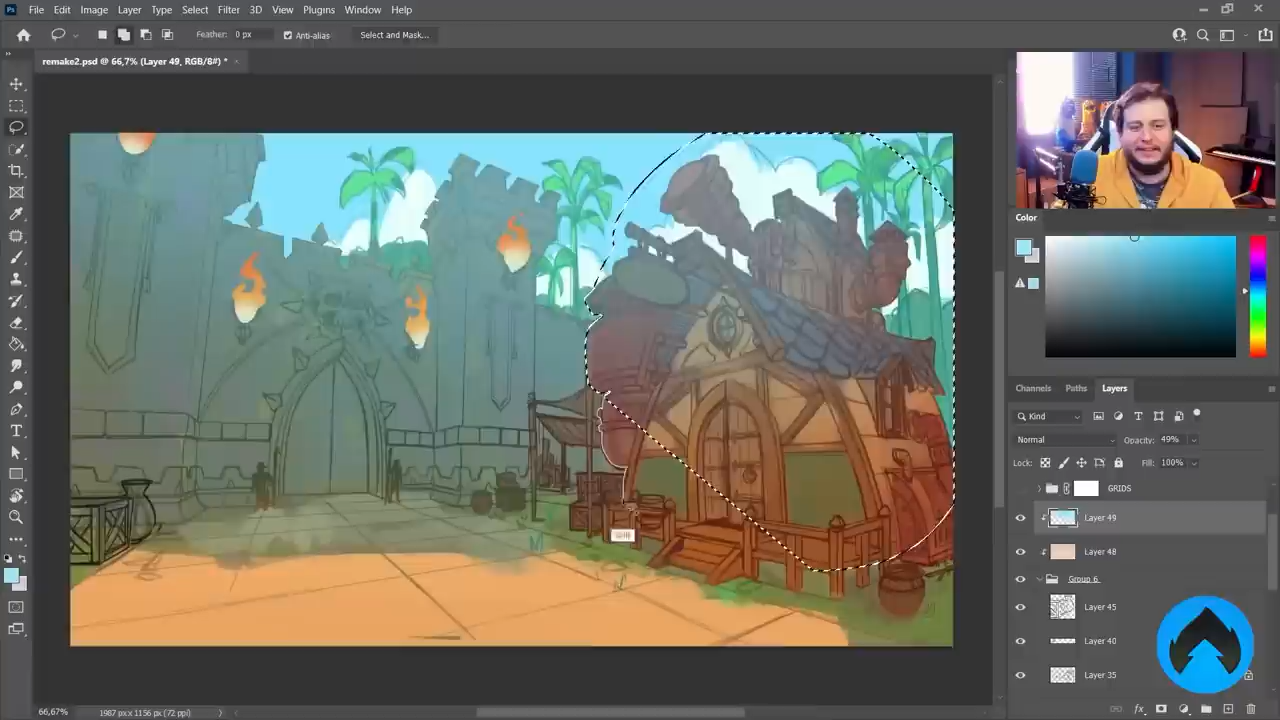 Ps File Edit Image Layer Type Select Filter 3D View Plugins Window Help
Feather: 0 px Anti-alias Select and Mask...
remake2.psd @ 66,7% (Layer 49, RGB/8#) * ×
Color
Channels Paths Layers
Kind
Normal Opacity: 49%
Lock: Fill: 100%
GRIDS
Layer 49
Layer 48
Group 6
Layer 45
Layer 40
Layer 35
66,67% 1987 px x 1156 px (72 ppi)